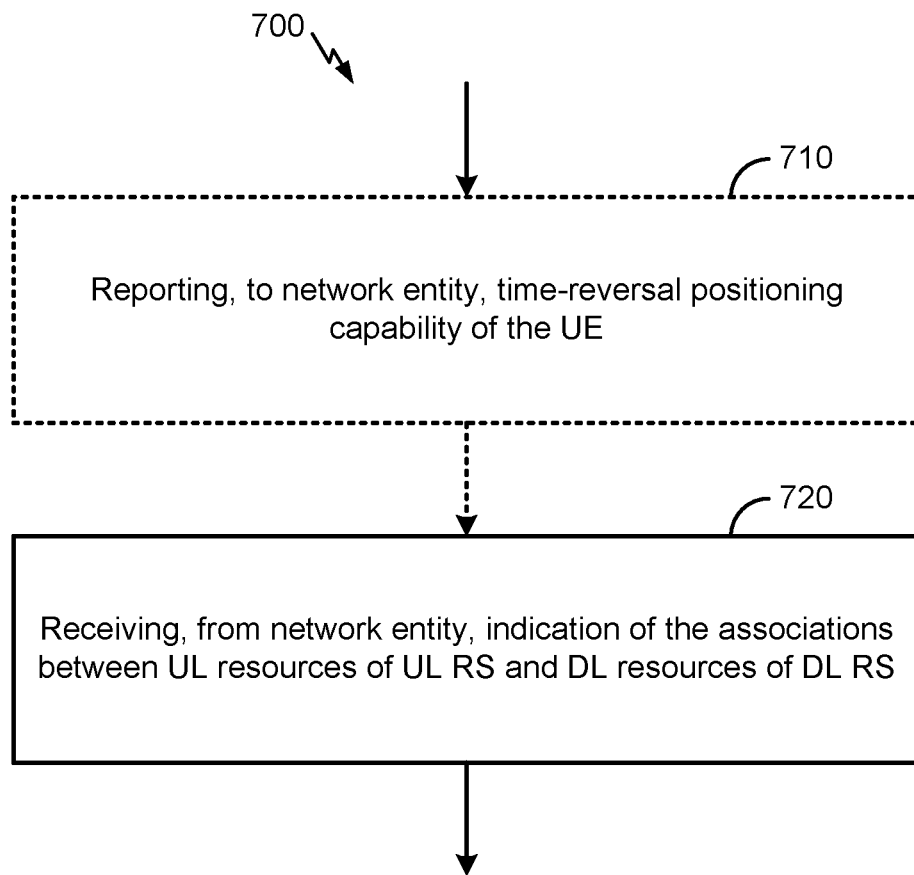 700
710
Reporting, to network entity, time-reversal positioning
capability of the UE
720
Receiving, from network entity, indication of the associations
between UL resources of UL RS and DL resources of DL RS